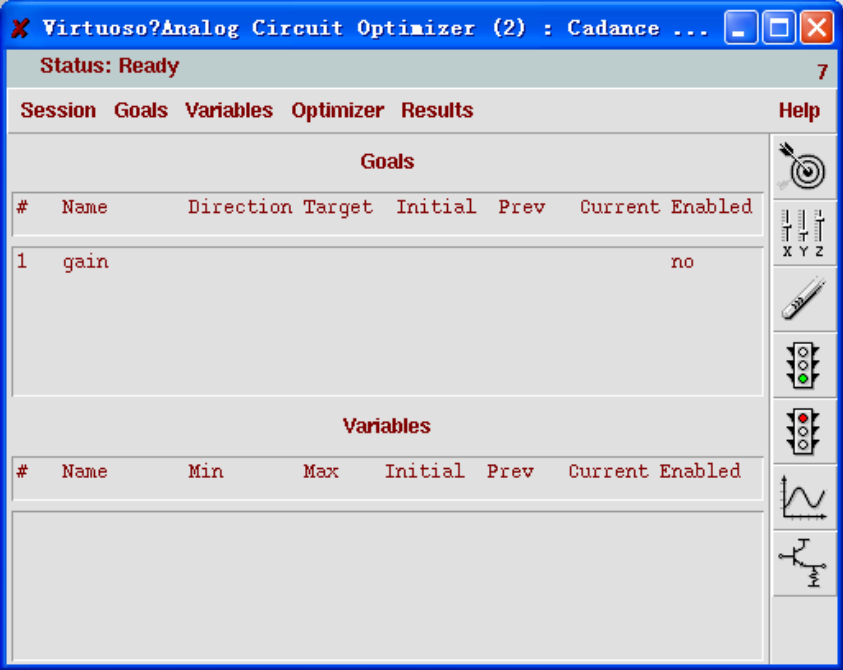 Virtuoso?Analog Circuit Optimizer (2) : Cadance ...
Status: Ready 7
Session Goals Variables Optimizer Results Help
Goals
# Name Direction Target Initial Prev Current Enabled
1 gain no
X Y Z
Variables
# Name Min Max Initial Prev Current Enabled